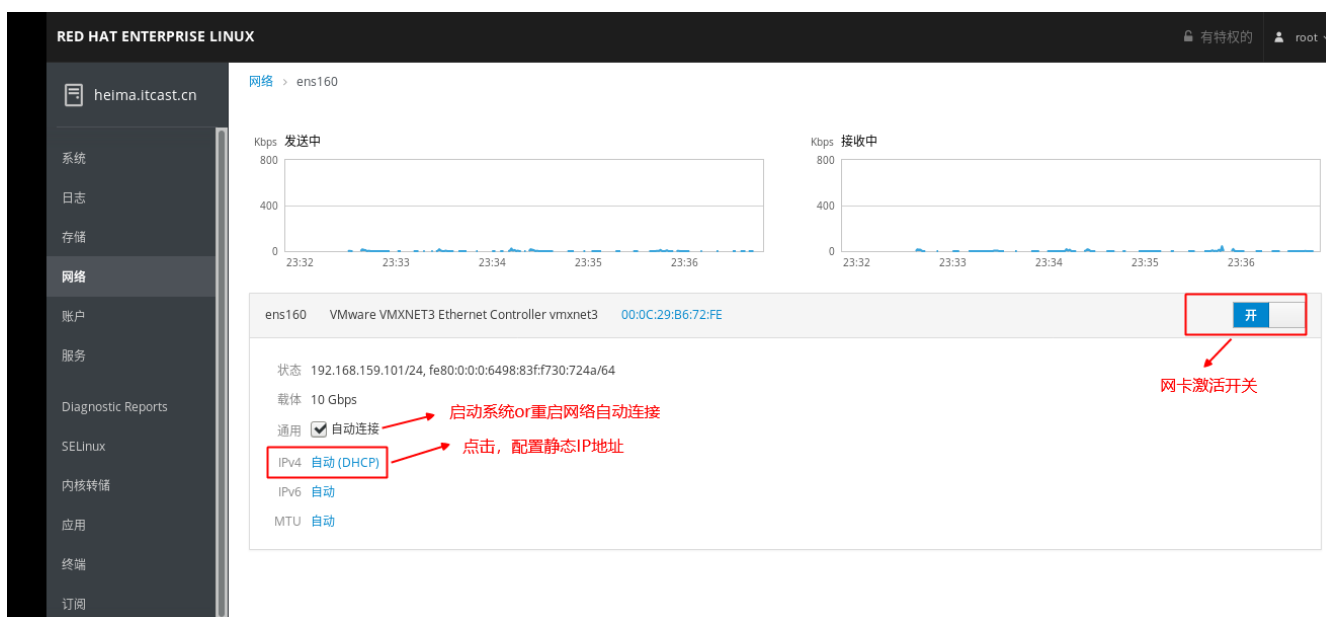 RED HAT ENTERPRISE LINUX
有特权的 root
heima.itcast.cn
系统
日志
存储
网络
账户
服务
Diagnostic Reports
SELinux
内核转储
应用
终端
订阅
网络 > ens160
Kbps 发送中
800
400
0
23:32 23:33 23:34 23:35 23:36
Kbps 接收中
800
400
0
23:32 23:33 23:34 23:35 23:36
ens160 VMware VMXNET3 Ethernet Controller vmxnet3 00:0C:29:B6:72:FE 开
网卡激活开关
状态 192.168.159.101/24, fe80:0:0:0:6498:83f:f730:724a/64
载体 10 Gbps
通用 自动连接
启动系统or重启网络自动连接
点击，配置静态IP地址
IPv4 自动 (DHCP)
IPv6 自动
MTU 自动